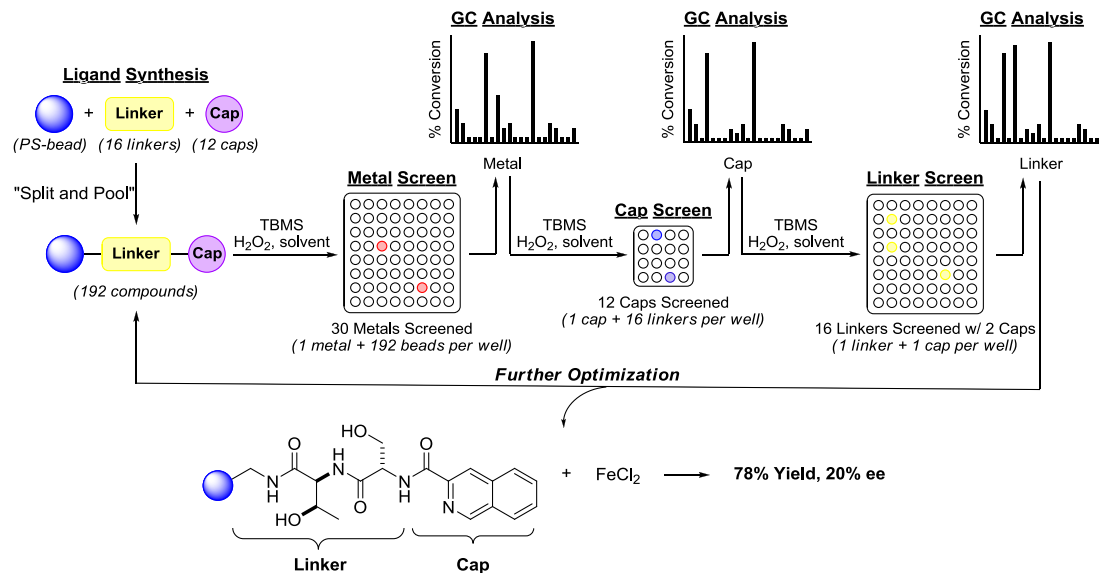 GC Analysis
GC Analysis
GC Analysis
Ligand Synthesis
% Conversion
% Conversion
% Conversion
+ Linker + Cap
(PS-bead) (16 linkers) (12 caps)
Metal
Cap
Linker
"Split and Pool"
Metal Screen
Cap Screen
Linker Screen
TBMS
H2O2, solvent
TBMS
H2O2, solvent
TBMS
H2O2, solvent
Linker Cap
(192 compounds)
30 Metals Screened
(1 metal + 192 beads per well)
12 Caps Screened
(1 cap + 16 linkers per well)
16 Linkers Screened w/ 2 Caps
(1 linker + 1 cap per well)
Further Optimization
HO
O
H
N
O
N
H
O
N
H
N
HO
+ FeCl2
78% Yield, 20% ee
Linker
Cap